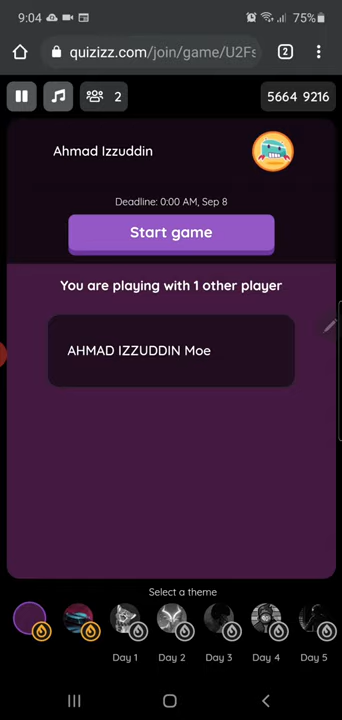 9:04
75%
quizizz.com/join/game/U2Fs
2
2
5664 9216
Ahmad Izzuddin
Deadline: 0:00 AM, Sep 8
Start game
You are playing with 1 other player
AHMAD IZZUDDIN Moe
Select a theme
Day 1 Day 2 Day 3 Day 4 Day 5